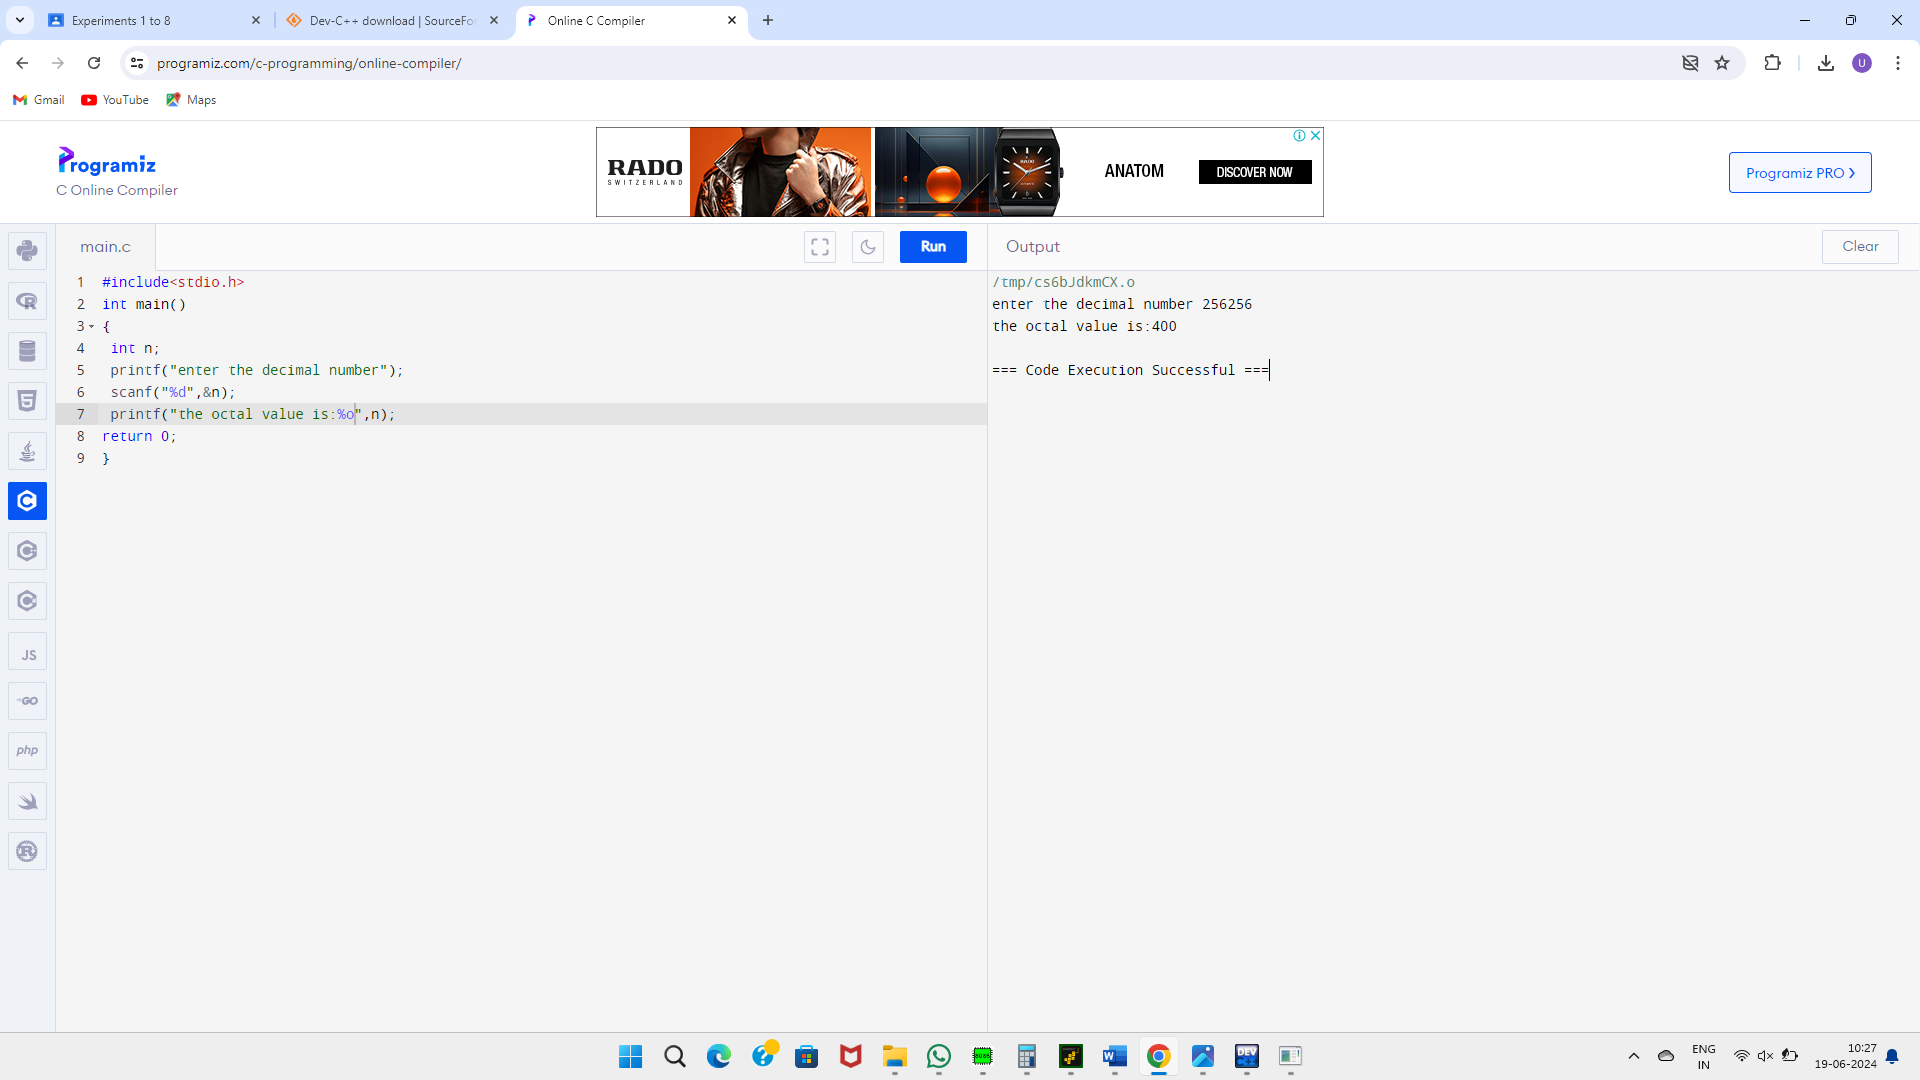 Experiments 1 to 8
Dev-C++ download | SourceFo
Online C Compiler
programiz.com/c-programming/online-compiler/
U
Gmail
YouTube
Maps
Programiz
C Online Compiler
RADO
SWITZERLAND
ANATOM
DISCOVER NOW
Programiz PRO
main.c
Run
Output
Clear
1 #include<stdio.h>
2 int main()
3 {
4 int n;
5 printf("enter the decimal number");
6 scanf("%d",&n);
7 printf("the octal value is:%o",n);
8 return 0;
9 }
/tmp/cs6bJdkmCX.o
enter the decimal number 256256
the octal value is:400
=== Code Execution Successful ===
JS
GO
php
ENG
IN
10:27
19-06-2024
DEV